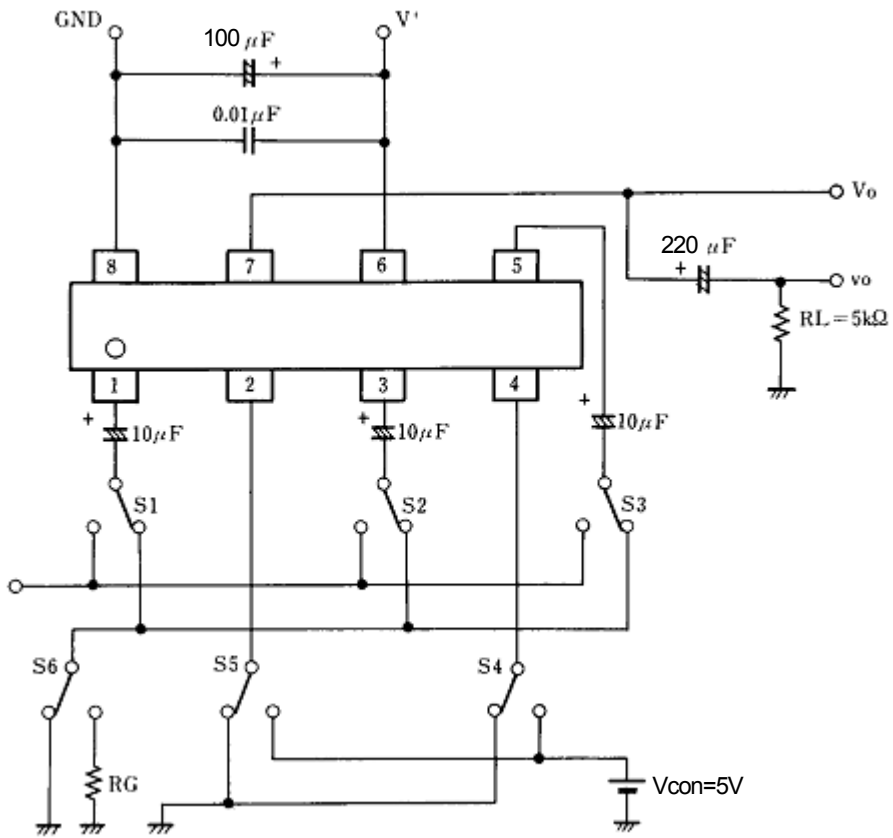 GND
V+
100 μF
+
0.01μF
Vo
8
7
6
5
220 μF
+
vo
RL=5kΩ
1
2
3
4
+
10μF
+
10μF
+
10μF
S1
S2
S3
S6
S5
S4
RG
Vcon=5V